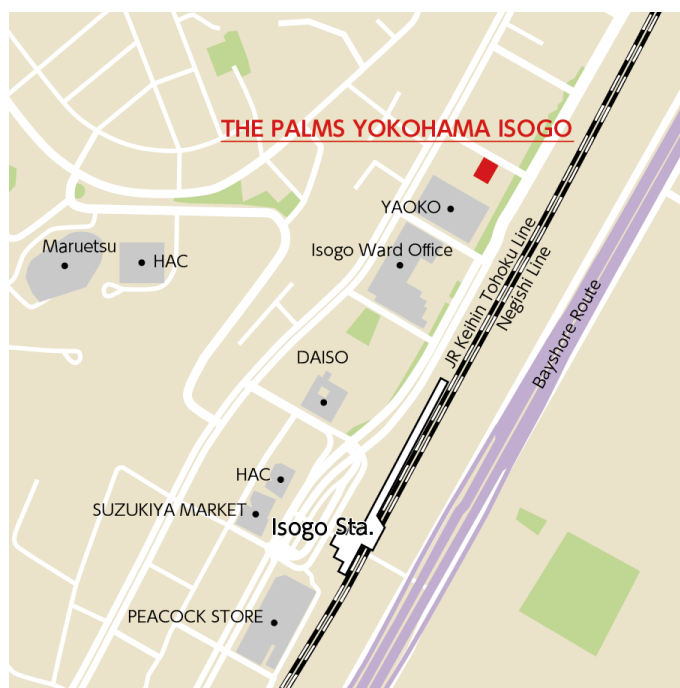 THE PALMS YOKOHAMA ISOGO
YAOKO
Maruetsu
HAC
Isogo Ward Office
JR Keihin Tohoku Line
Negishi Line
Bayshore Route
DAISO
HAC
SUZUKIYA MARKET
Isogo Sta.
PEACOCK STORE